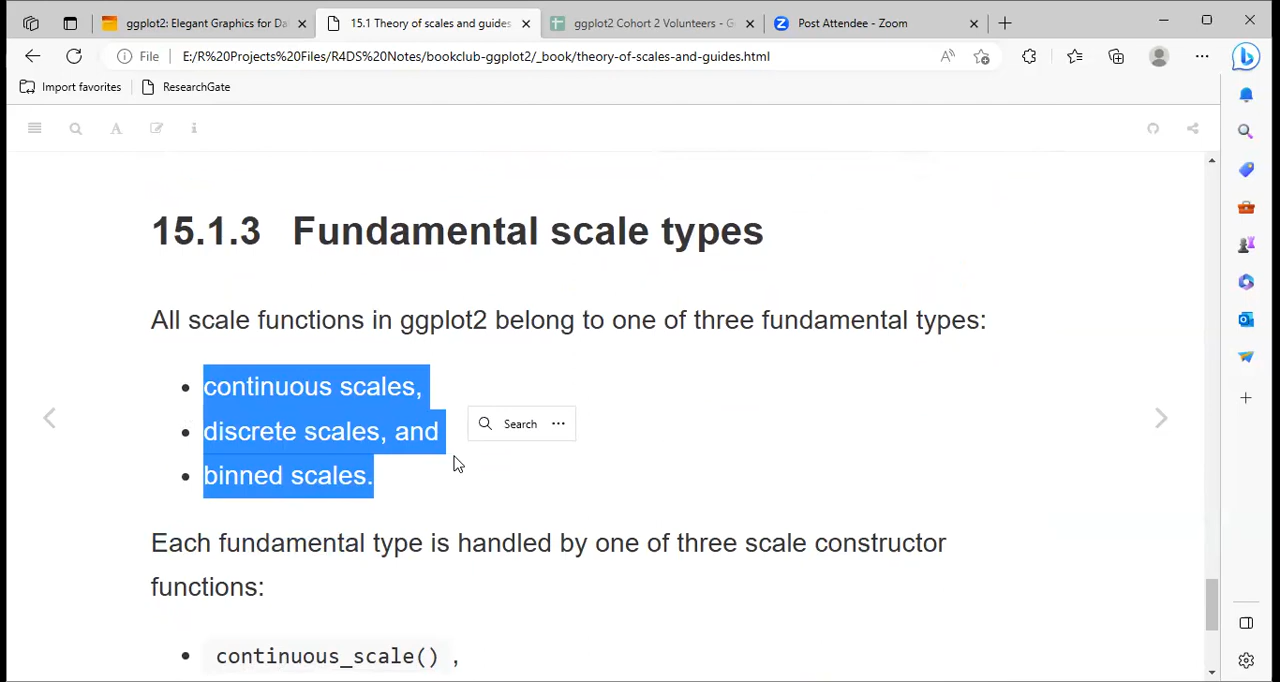 ggplot2: Elegant Graphics for Da
15.1 Theory of scales and guides
ggplot2 Cohort 2 Volunteers - G
Post Attendee - Zoom
File
E:/R%20Projects%20Files/R4DS%20Notes/bookclub-ggplot2/_book/theory-of-scales-and-guides.html
Import favorites
ResearchGate
15.1.3 Fundamental scale types
All scale functions in ggplot2 belong to one of three fundamental types:
• continuous scales,
• discrete scales, and
• binned scales.
Search
Each fundamental type is handled by one of three scale constructor
functions:
• continuous_scale() ,